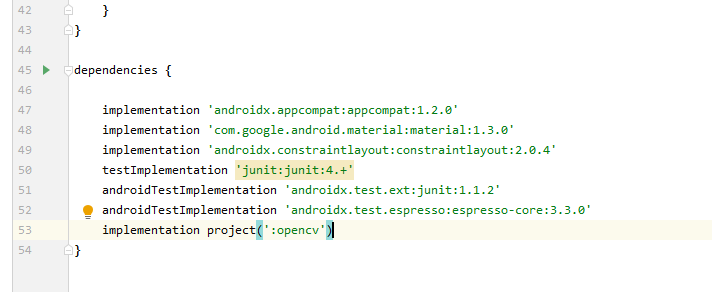 42 }
43 }
44
45 dependencies {
46
47 implementation 'androidx.appcompat:appcompat:1.2.0'
48 implementation 'com.google.android.material:material:1.3.0'
49 implementation 'androidx.constraintlayout:constraintlayout:2.0.4'
50 testImplementation 'junit:junit:4.+'
51 androidTestImplementation 'androidx.test.ext:junit:1.1.2'
52 androidTestImplementation 'androidx.test.espresso:espresso-core:3.3.0'
53 implementation project(':opencv')
54 }